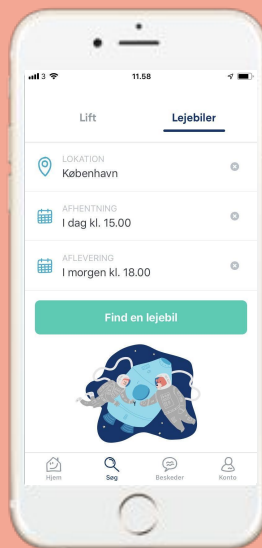 3
11.58
Lift
Lejebiler
LOKATION
København
AFHENTNING
I dag kl. 15.00
AFLEVERING
I morgen kl. 18.00
Find en lejebil
Hjem
Søg
Beskeder
Konto